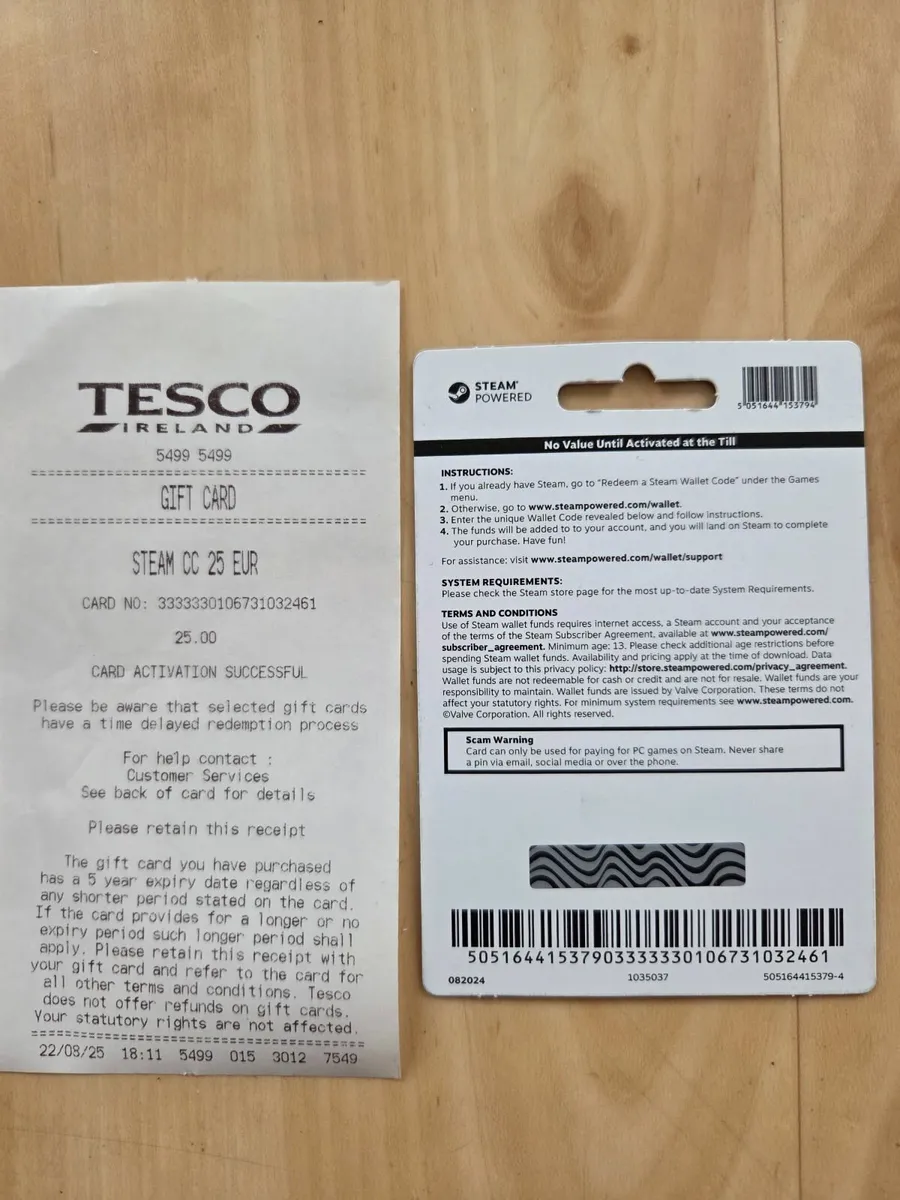 TESCO
IRELAND
5499 5499
================================
GIFT CARD
================================
STEAM CC 25 EUR
CARD NO: 3333330106731032461
25.00
CARD ACTIVATION SUCCESSFUL
Please be aware that selected gift cards
have a time delayed redemption process
For help contact :
Customer Services
See back of card for details
Please retain this receipt
The gift card you have purchased
has a 5 year expiry date regardless of
any shorter period stated on the card.
If the card provides for a longer or no
expiry period such longer period shall
apply. Please retain this receipt with
your gift card and refer to the card for
all other terms and conditions. Tesco
does not offer refunds on gift cards.
Your statutory rights are not affected.
================================
22/08/25 18:11 5499 015 3012 7549
STEAM®
POWERED
5 051644 153794
No Value Until Activated at the Till
INSTRUCTIONS:
1. If you already have Steam, go to "Redeem a Steam Wallet Code" under the Games
menu.
2. Otherwise, go to www.steampowered.com/wallet.
3. Enter the unique Wallet Code revealed below and follow instructions.
4. The funds will be added to to your account, and you will land on Steam to complete
your purchase. Have fun!
For assistance: visit www.steampowered.com/wallet/support
SYSTEM REQUIREMENTS:
Please check the Steam store page for the most up-to-date System Requirements.
TERMS AND CONDITIONS
Use of Steam wallet funds requires internet access, a Steam account and your acceptance
of the terms of the Steam Subscriber Agreement, available at www.steampowered.com/
subscriber_agreement. Minimum age: 13. Please check additional age restrictions before
spending Steam wallet funds. Availability and pricing apply at the time of download. Data
usage is subject to this privacy policy: http://store.steampowered.com/privacy_agreement.
Wallet funds are not redeemable for cash or credit and are not for resale. Wallet funds are your
responsibility to maintain. Wallet funds are issued by Valve Corporation. These terms do not
affect your statutory rights. For minimum system requirements see www.steampowered.com.
©Valve Corporation. All rights reserved.
Scam Warning
Card can only be used for paying for PC games on Steam. Never share
a pin via email, social media or over the phone.
50516441537903333330106731032461
082024 1035037 505164415379-4